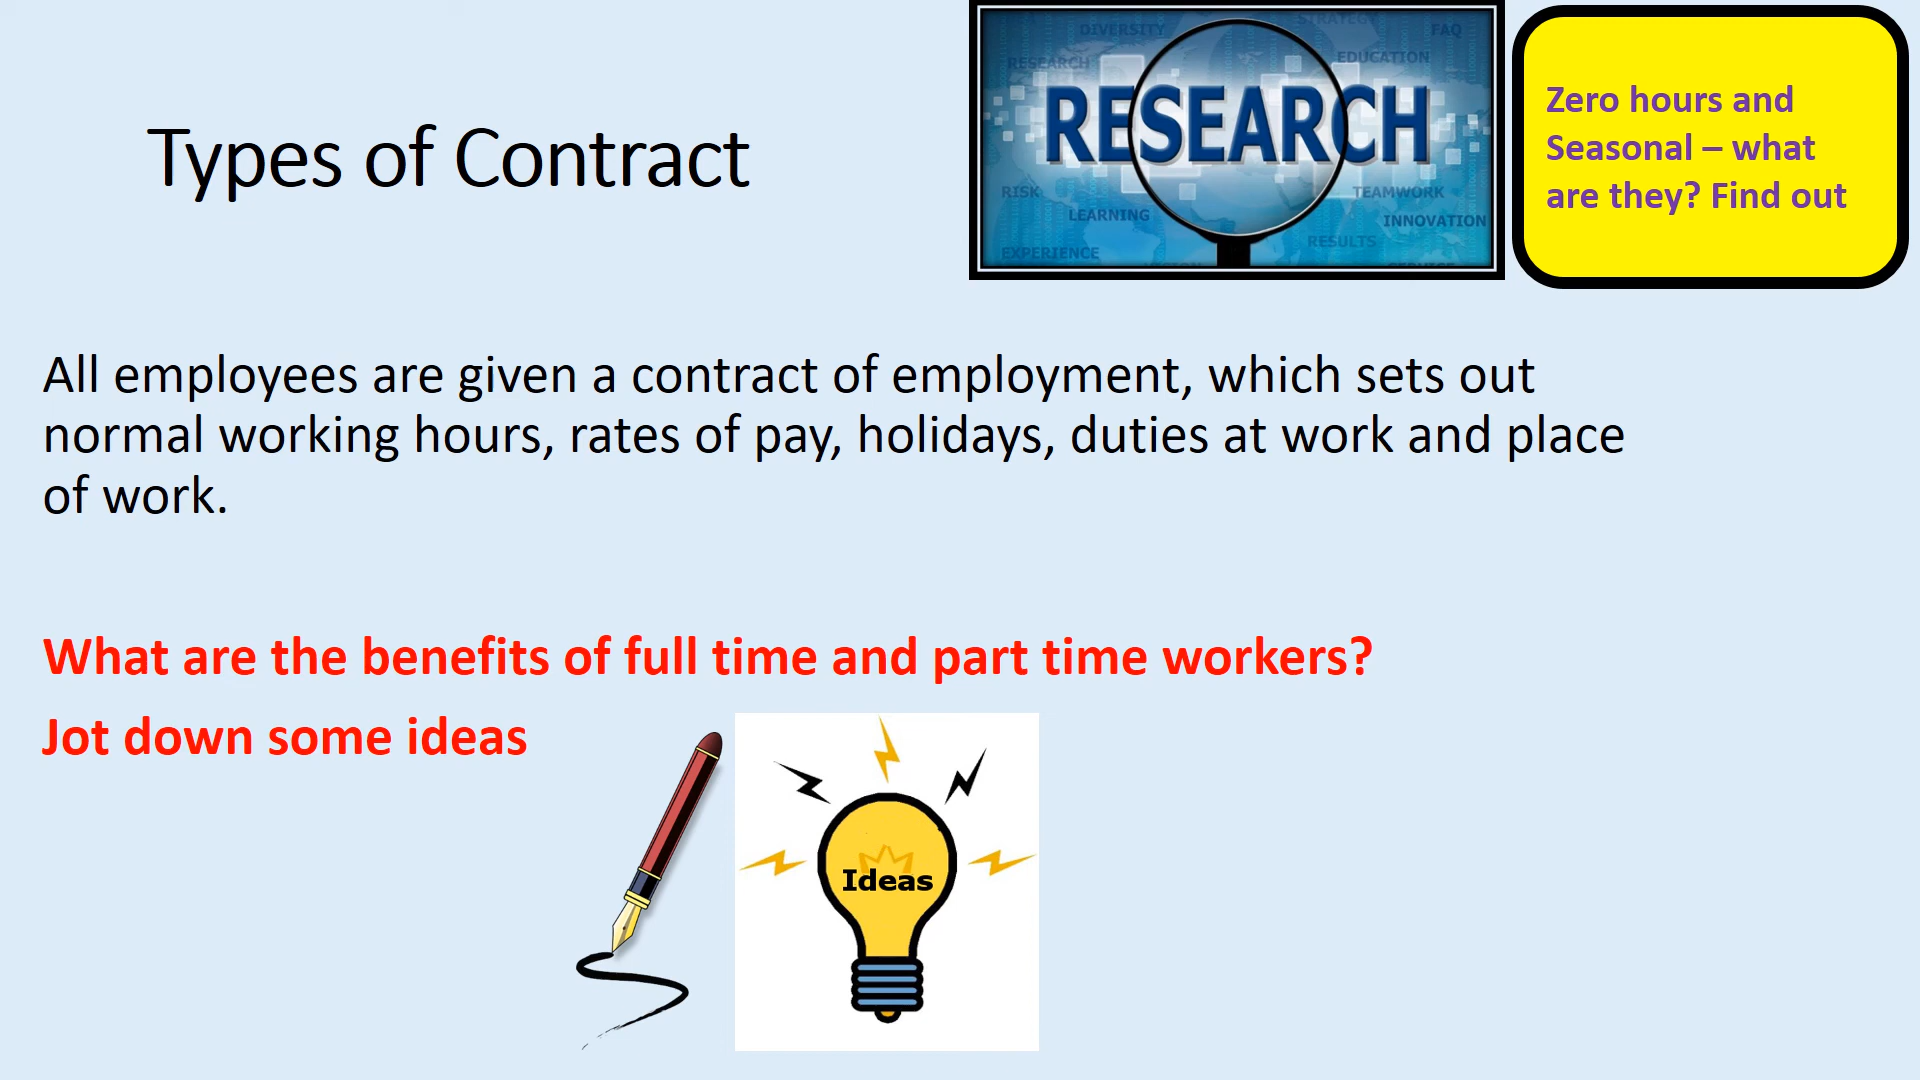 Types of Contract
DIVERSITY
STRATEGY
FAQ
RESEARCH
EDUCATION
RESEARCH
RISK
TEAMWORK
LEARNING
INNOVATION
RESULTS
EXPERIENCE
Zero hours and
Seasonal – what
are they? Find out
All employees are given a contract of employment, which sets out
normal working hours, rates of pay, holidays, duties at work and place
of work.
What are the benefits of full time and part time workers?
Jot down some ideas
Ideas